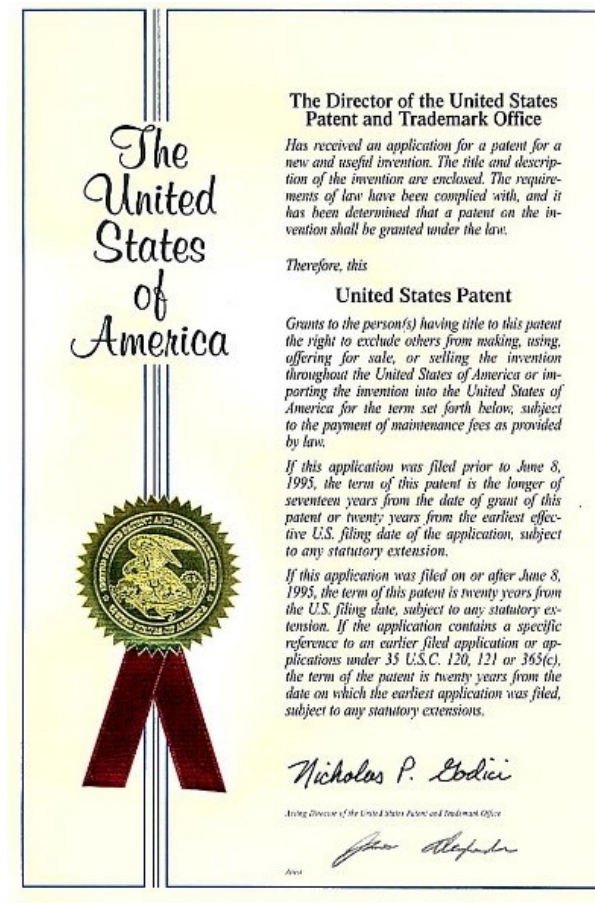 The
United
States
of
America
The Director of the United States
Patent and Trademark Office
Has received an application for a patent for a
new and useful invention. The title and descrip-
tion of the invention are enclosed. The require-
ments of law have been complied with, and it
has been determined that a patent on the in-
vention shall be granted under the law.
Therefore, this
United States Patent
Grants to the person(s) having title to this patent
the right to exclude others from making, using,
offering for sale, or selling the invention
throughout the United States of America or im-
porting the invention into the United States of
America for the term set forth below, subject
to the payment of maintenance fees as provided
by law.
If this application was filed prior to June 8,
1995, the term of this patent is the longer of
seventeen years from the date of grant of this
patent or twenty years from the earliest effec-
tive U.S. filing date of the application, subject
to any statutory extension.
If this application was filed on or after June 8,
1995, the term of this patent is twenty years from
the U.S. filing date, subject to any statutory ex-
tension. If the application contains a specific
reference to an earlier filed application or ap-
plications under 35 U.S.C. 120, 121 or 365(c),
the term of the patent is twenty years from the
date on which the earliest application was filed,
subject to any statutory extensions.
Nicholas P. Godici
Acting Director of the United States Patent and Trademark Office
Attest
UNITED STATES PATENT AND TRADEMARK OFFICE
UNITED STATES OF AMERICA